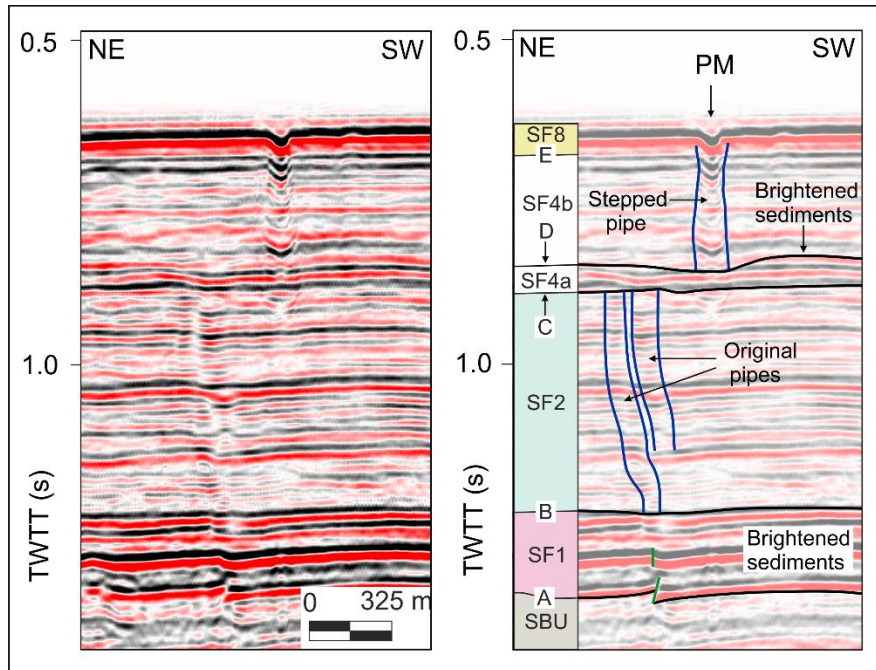 0.5
NE SW
1.0
TWTT (s)
0 325 m
0.5
NE SW
PM
SF8
E
SF4b
Stepped
pipe
Brightened
sediments
D
SF4a
C
1.0
Original
pipes
SF2
TWTT (s)
B
SF1
Brightened
sediments
A
SBU